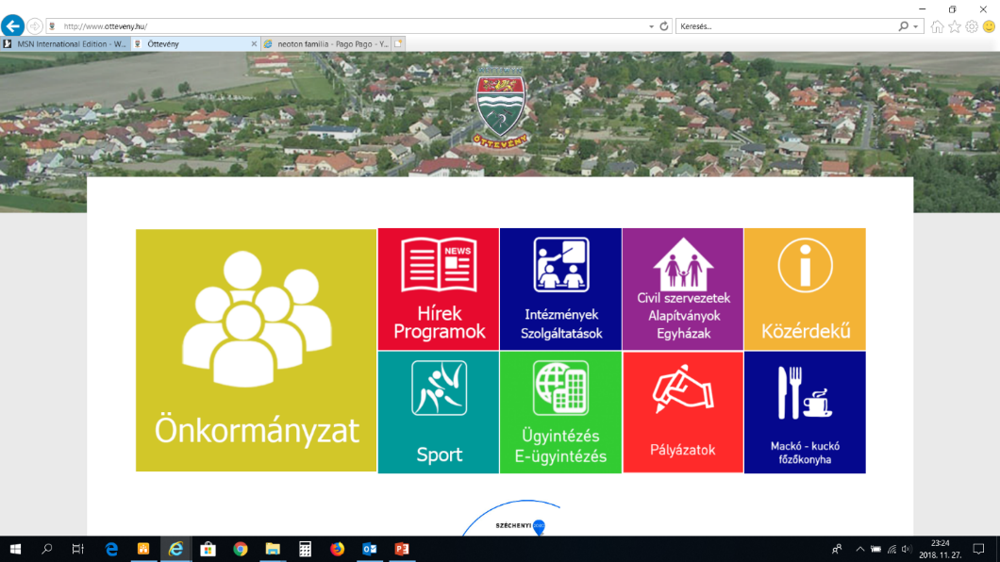 http://www.otteveny.hu/
Keresés...
MSN International Edition - W...
Öttevény
neoton familia - Pago Pago - Y...
ÖTTEVÉNY
NEWS
Hírek
Programok
Intézmények
Szolgáltatások
Civil szervezetek
Alapítványok
Egyházak
Közérdekű
Önkormányzat
Sport
Ügyintézés
E-ügyintézés
Pályázatok
Mackó - kuckó
főzőkonyha
SZÉCHENYI
23:24
2018. 11. 27.